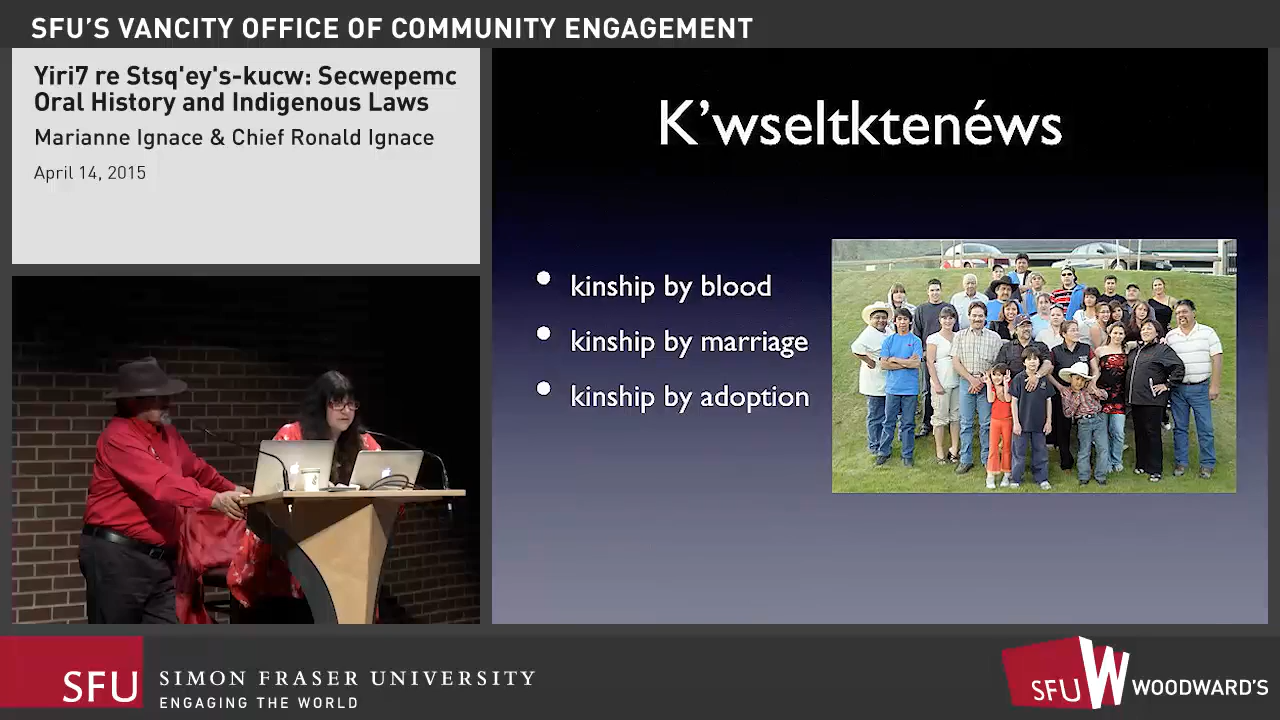 SFU'S VANCITY OFFICE OF COMMUNITY ENGAGEMENT
Yiri7 re Stsq'ey's-kucw: Secwepemc
Oral History and Indigenous Laws
Marianne Ignace & Chief Ronald Ignace
April 14, 2015
K’wseltktenéws
• kinship by blood
• kinship by marriage
• kinship by adoption
SFU SIMON FRASER UNIVERSITY
ENGAGING THE WORLD
SFU W WOODWARD'S